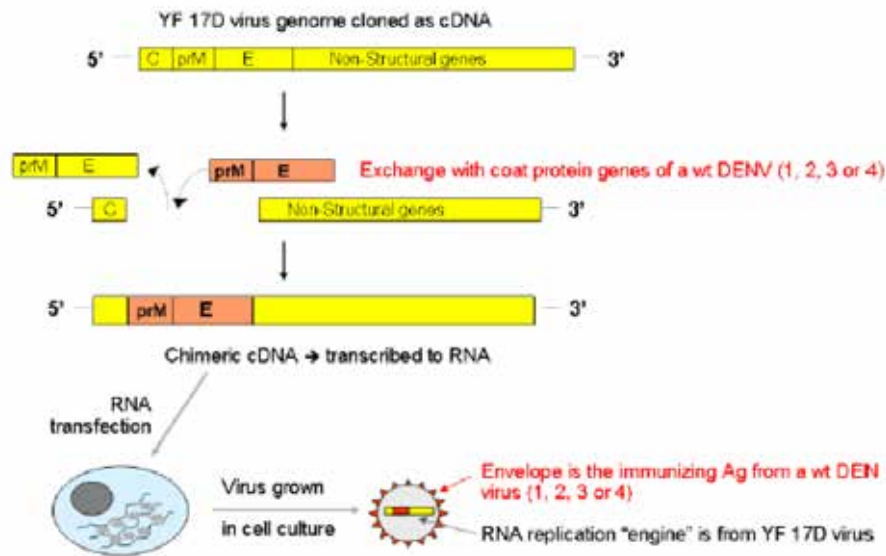 YF 17D virus genome cloned as cDNA
5' C prM E Non-Structural genes 3'
prM E prM E Exchange with coat protein genes of a wt DENV (1, 2, 3 or 4)
5' C Non-Structural genes 3'
5' prM E 3'
Chimeric cDNA → transcribed to RNA
RNA
transfection
Virus grown
in cell culture
Envelope is the immunizing Ag from a wt DEN
virus (1, 2, 3 or 4)
RNA replication "engine" is from YF 17D virus